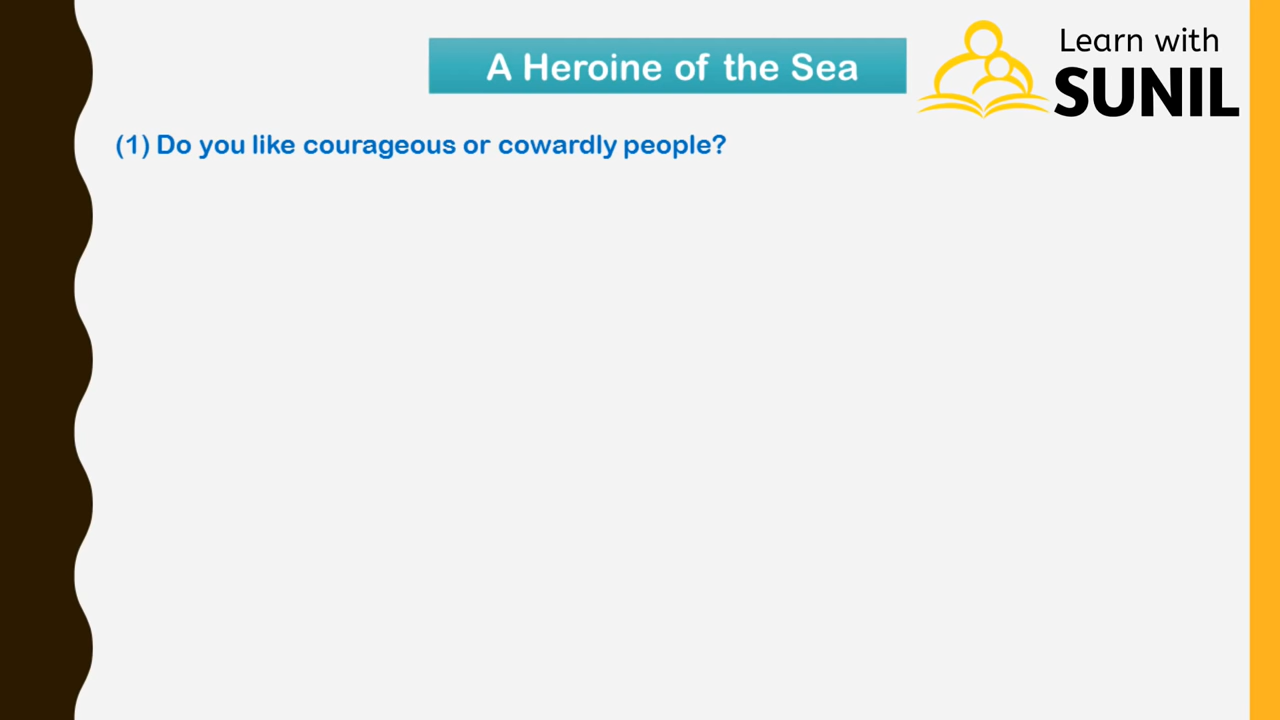 A Heroine of the Sea
Learn with
SUNIL
(1) Do you like courageous or cowardly people?